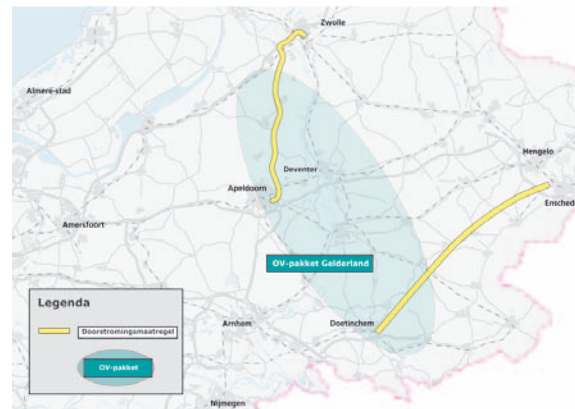 Zwolle
Almere-stad
Hengelo
Deventer
Apeldoorn
Enschede
Amersfoort
OV-pakket Gelderland
Legenda
Doorstromingsmaatregel
Arnhem
Doetinchem
OV-pakket
Nijmegen